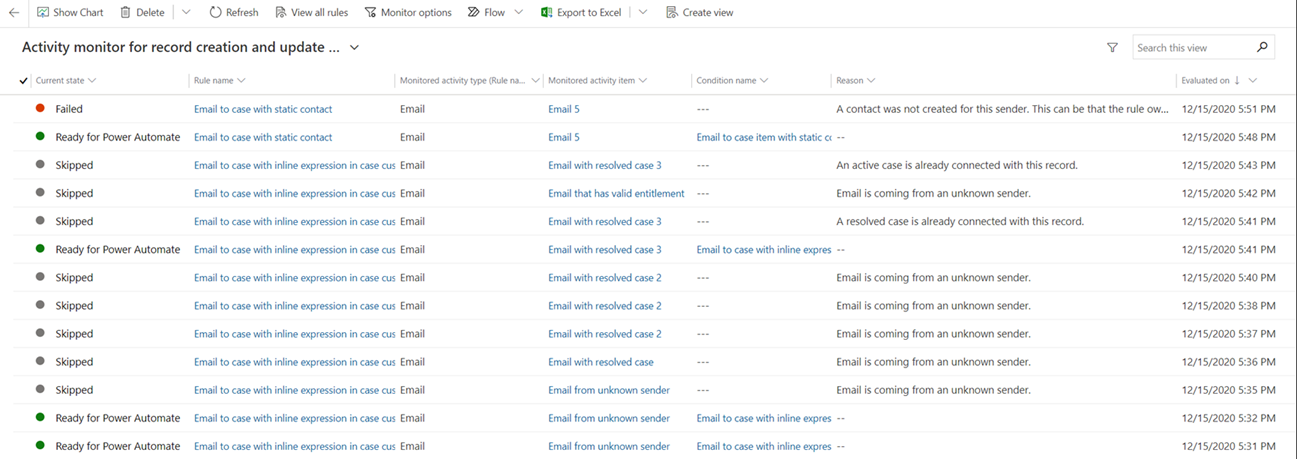 Show Chart Delete Refresh View all rules Monitor options Flow Export to Excel Create view
Activity monitor for record creation and update ... Search this view
Current state Rule name Monitored activity type (Rule na... Monitored activity item Condition name Reason Evaluated on
Failed Email to case with static contact Email Email 5 --- A contact was not created for this sender. This can be that the rule ow... 12/15/2020 5:51 PM
Ready for Power Automate Email to case with static contact Email Email 5 Email to case item with static cc -- 12/15/2020 5:48 PM
Skipped Email to case with inline expression in case cus Email Email with resolved case 3 --- An active case is already connected with this record. 12/15/2020 5:43 PM
Skipped Email to case with inline expression in case cus Email Email that has valid entitlement --- Email is coming from an unknown sender. 12/15/2020 5:42 PM
Skipped Email to case with inline expression in case cus Email Email with resolved case 3 --- A resolved case is already connected with this record. 12/15/2020 5:41 PM
Ready for Power Automate Email to case with inline expression in case cus Email Email with resolved case 3 Email to case with inline expres -- 12/15/2020 5:41 PM
Skipped Email to case with inline expression in case cus Email Email with resolved case 2 --- Email is coming from an unknown sender. 12/15/2020 5:40 PM
Skipped Email to case with inline expression in case cus Email Email with resolved case 2 --- Email is coming from an unknown sender. 12/15/2020 5:38 PM
Skipped Email to case with inline expression in case cus Email Email with resolved case 2 --- Email is coming from an unknown sender. 12/15/2020 5:37 PM
Skipped Email to case with inline expression in case cus Email Email with resolved case --- Email is coming from an unknown sender. 12/15/2020 5:36 PM
Skipped Email to case with inline expression in case cus Email Email from unknown sender --- Email is coming from an unknown sender. 12/15/2020 5:35 PM
Ready for Power Automate Email to case with inline expression in case cus Email Email from unknown sender Email to case with inline expres -- 12/15/2020 5:32 PM
Ready for Power Automate Email to case with inline expression in case cus Email Email from unknown sender Email to case with inline expres -- 12/15/2020 5:31 PM